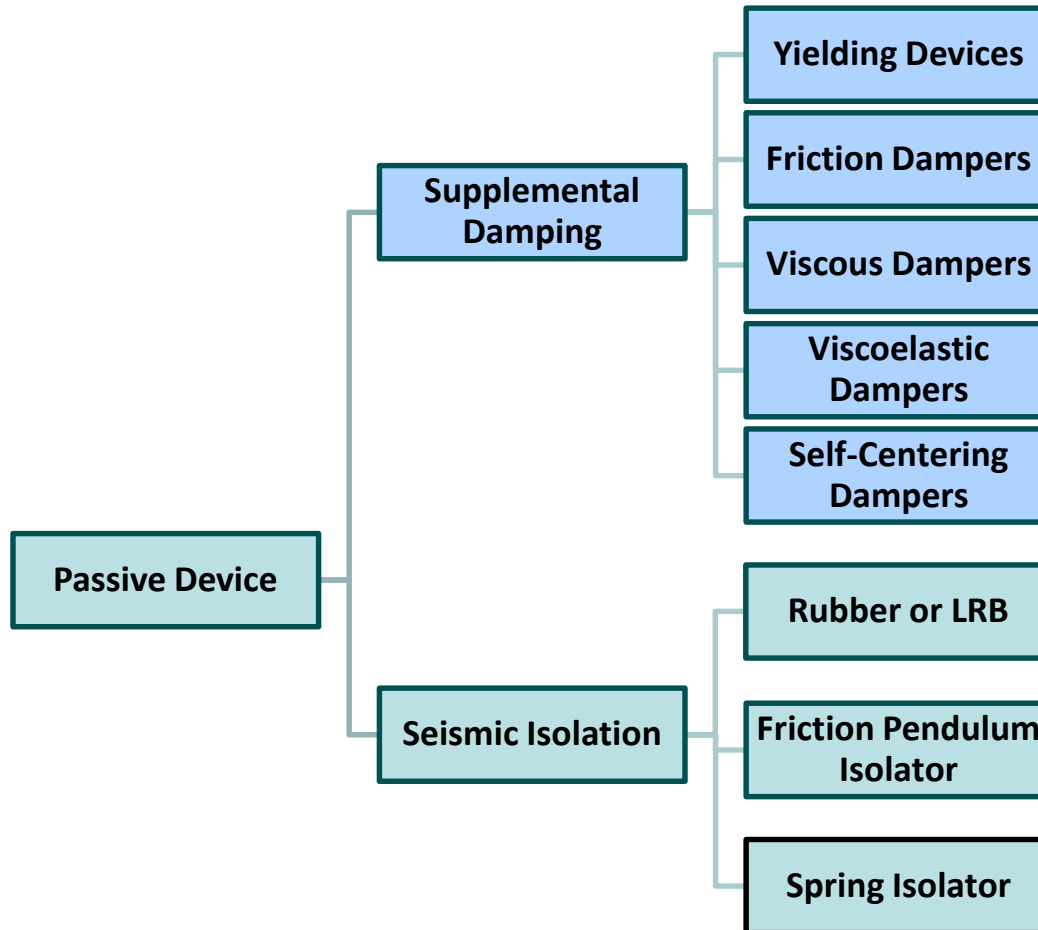 Yielding Devices
Friction Dampers
Supplemental
Damping
Viscous Dampers
Viscoelastic
Dampers
Self-Centering
Dampers
Passive Device
Rubber or LRB
Seismic Isolation
Friction Pendulum
Isolator
Spring Isolator